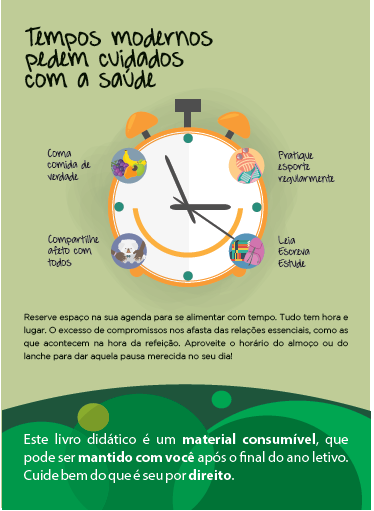 Tempos modernos
pedem cuidados
com a saúde
Coma
comida de
verdade
Pratique
esporte
regularmente
Compartilhe
afeto com
todos
Leia
Escreva
Estude
Reserve espaço na sua agenda para se alimentar com tempo. Tudo tem hora e
lugar. O excesso de compromissos nos afasta das relações essenciais, como as
que acontecem na hora da refeição. Aproveite o horário do almoço ou do
lanche para dar aquela pausa merecida no seu dia!
Este livro didático é um material consumível, que
pode ser mantido com você após o final do ano letivo.
Cuide bem do que é seu por direito.